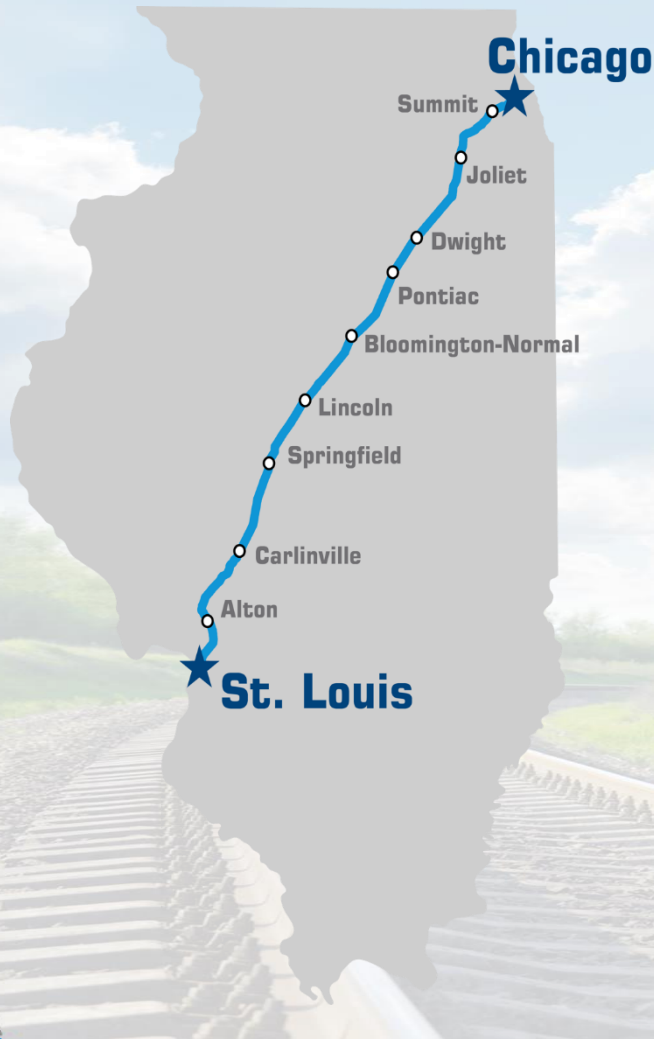 Chicago
Summit
Joliet
Dwight
Pontiac
Bloomington-Normal
Lincoln
Springfield
Carlinville
Alton
St. Louis